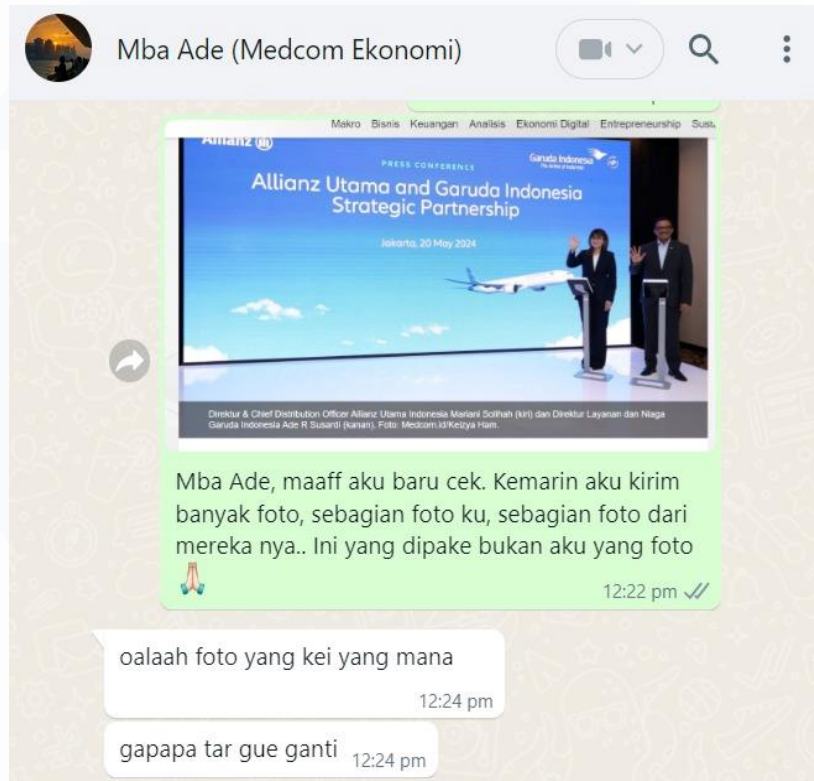 Mba Ade (Medcom Ekonomi)
Makro Bisnis Keuangan Analisis Ekonomi Digital Entrepreneurship
Allianz
Garuda Indonesia
PRESS CONFERENCE
Allianz Utama and Garuda Indonesia
Strategic Partnership
Jakarta, 20 May 2024
Direktur & Chief Distribution Officer Allianz Utama Indonesia Mariani Solihah (kiri) dan Direktur Layanan dan Niaga
Garuda Indonesia Ade R Susardi (kanan). Foto: Medcom.id/Keizya Ham.
Mba Ade, maaff aku baru cek. Kemarin aku kirim
banyak foto, sebagian foto ku, sebagian foto dari
mereka nya.. Ini yang dipake bukan aku yang foto
🙏🏻
12:22 pm
oalaah foto yang kei yang mana
12:24 pm
gapapa tar gue ganti 12:24 pm